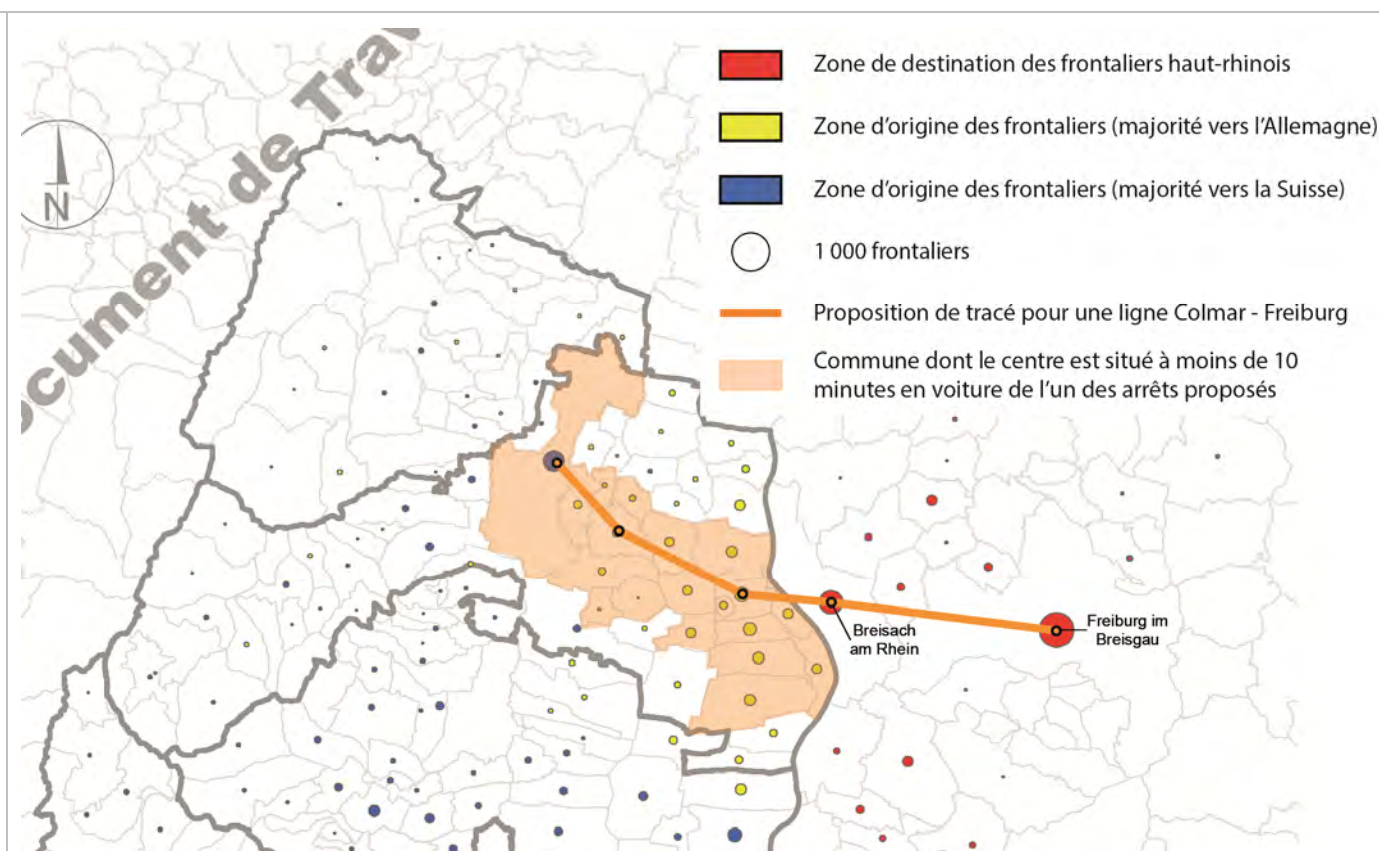 ocument de Trav
N
Zone de destination des frontaliers haut-rhinois
Zone d'origine des frontaliers (majorité vers l'Allemagne)
Zone d'origine des frontaliers (majorité vers la Suisse)
1 000 frontaliers
Proposition de tracé pour une ligne Colmar - Freiburg
Commune dont le centre est situé à moins de 10
minutes en voiture de l'un des arrêts proposés
Breisach
am Rhein
Freiburg im
Breisgau